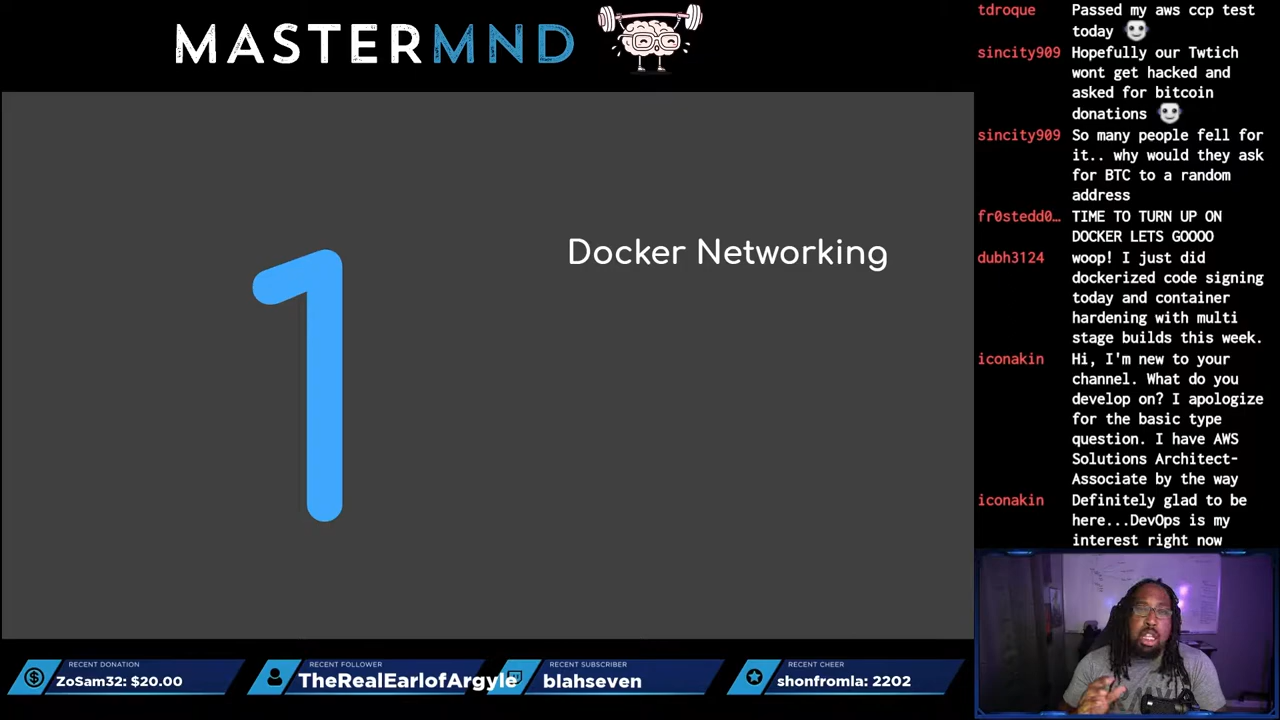 MASTERMND
1
Docker Networking
tdroque Passed my aws ccp test
today
sincity909 Hopefully our Twtich
wont get hacked and
asked for bitcoin
donations
sincity909 So many people fell for
it.. why would they ask
for BTC to a random
address
fr0stedd0… TIME TO TURN UP ON
DOCKER LETS GOOOO
dubh3124 woop! I just did
dockerized code signing
today and container
hardening with multi
stage builds this week.
iconakin Hi, I'm new to your
channel. What do you
develop on? I apologize
for the basic type
question. I have AWS
Solutions Architect-
Associate by the way
iconakin Definitely glad to be
here...DevOps is my
interest right now
RECENT DONATION
ZoSam32: $20.00
RECENT FOLLOWER
TheRealEarlofArgyle
RECENT SUBSCRIBER
blahseven
RECENT CHEER
shonfromla: 2202